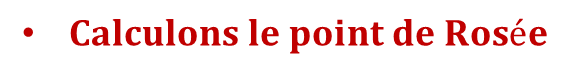 • Calculons le point de Rosée